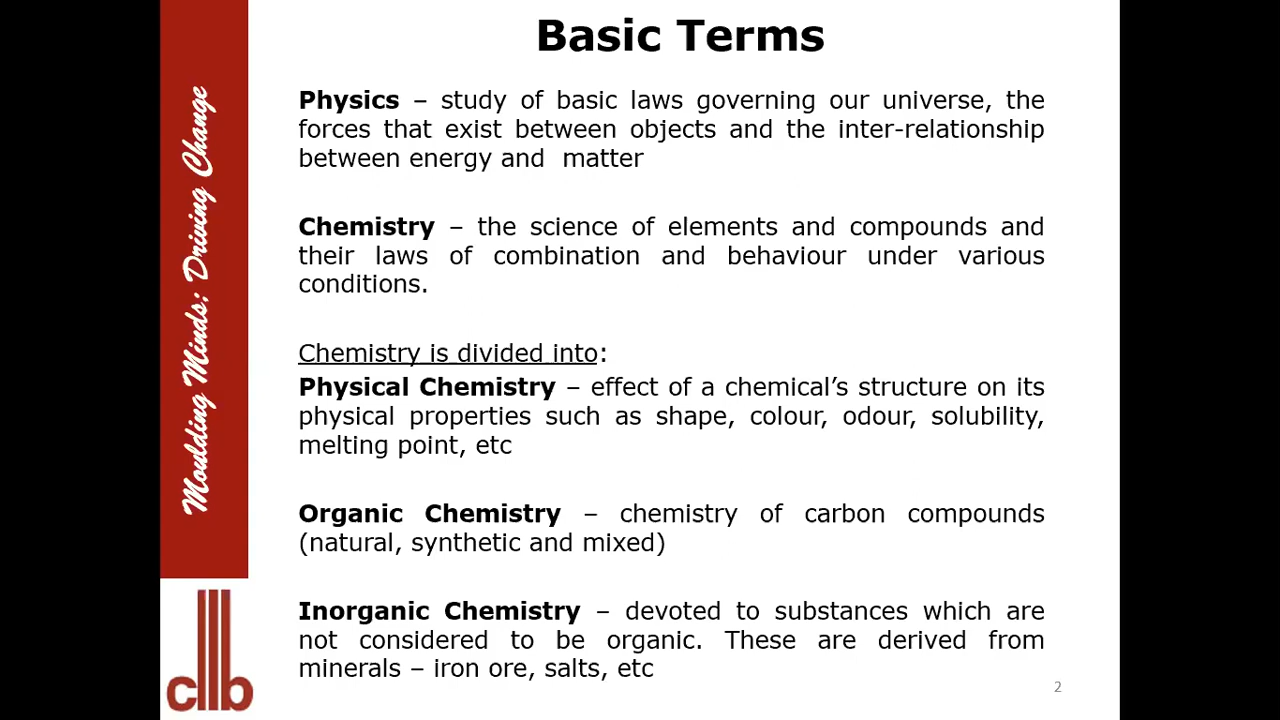 Basic Terms
Physics – study of basic laws governing our universe, the
forces that exist between objects and the inter-relationship
between energy and matter
Chemistry – the science of elements and compounds and
their laws of combination and behaviour under various
conditions.
Chemistry is divided into:
Physical Chemistry – effect of a chemical’s structure on its
physical properties such as shape, colour, odour, solubility,
melting point, etc
Organic Chemistry – chemistry of carbon compounds
(natural, synthetic and mixed)
Inorganic Chemistry – devoted to substances which are
not considered to be organic. These are derived from
minerals – iron ore, salts, etc
2
Moulding Minds; Driving Change
cllb